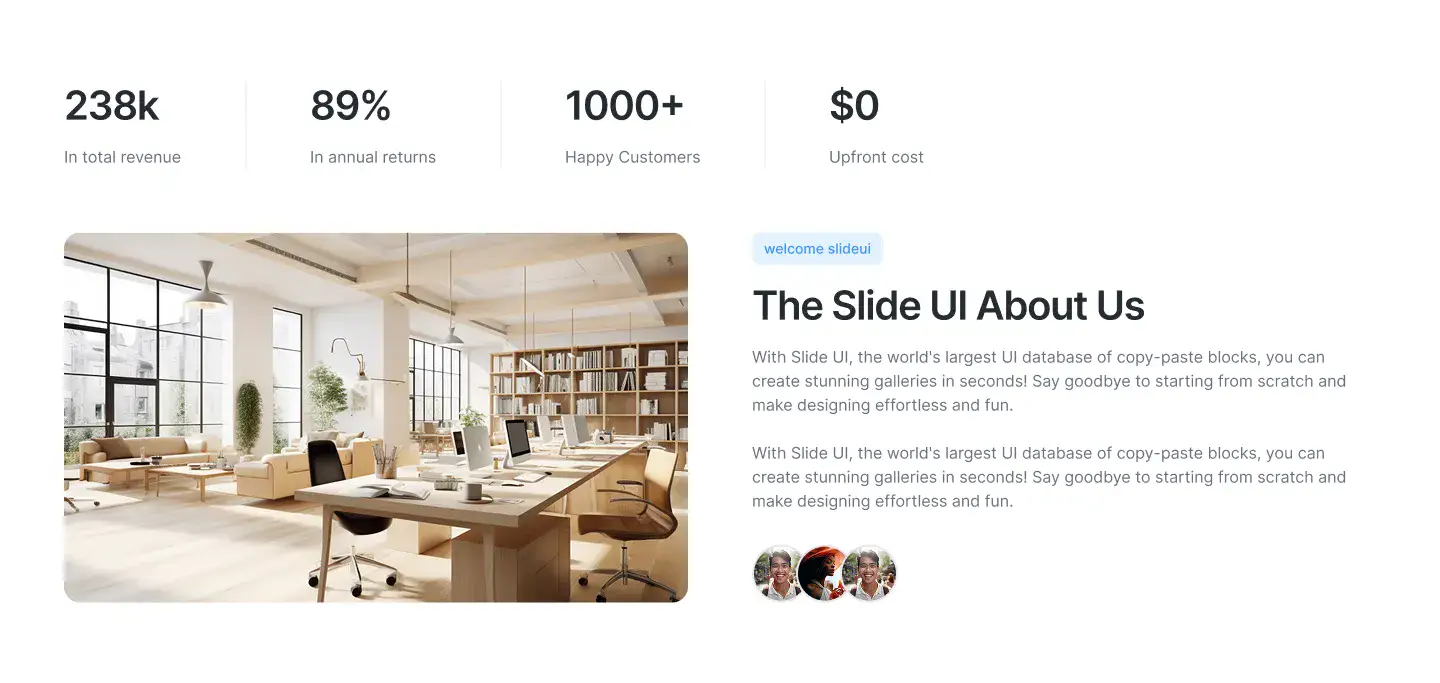 238k
89%
1000+
$0
In total revenue
In annual returns
Happy Customers
Upfront cost
welcome slideui
The Slide UI About Us
With Slide UI, the world's largest UI database of copy-paste blocks, you can
create stunning galleries in seconds! Say goodbye to starting from scratch and
make designing effortless and fun.
With Slide UI, the world's largest UI database of copy-paste blocks, you can
create stunning galleries in seconds! Say goodbye to starting from scratch and
make designing effortless and fun.